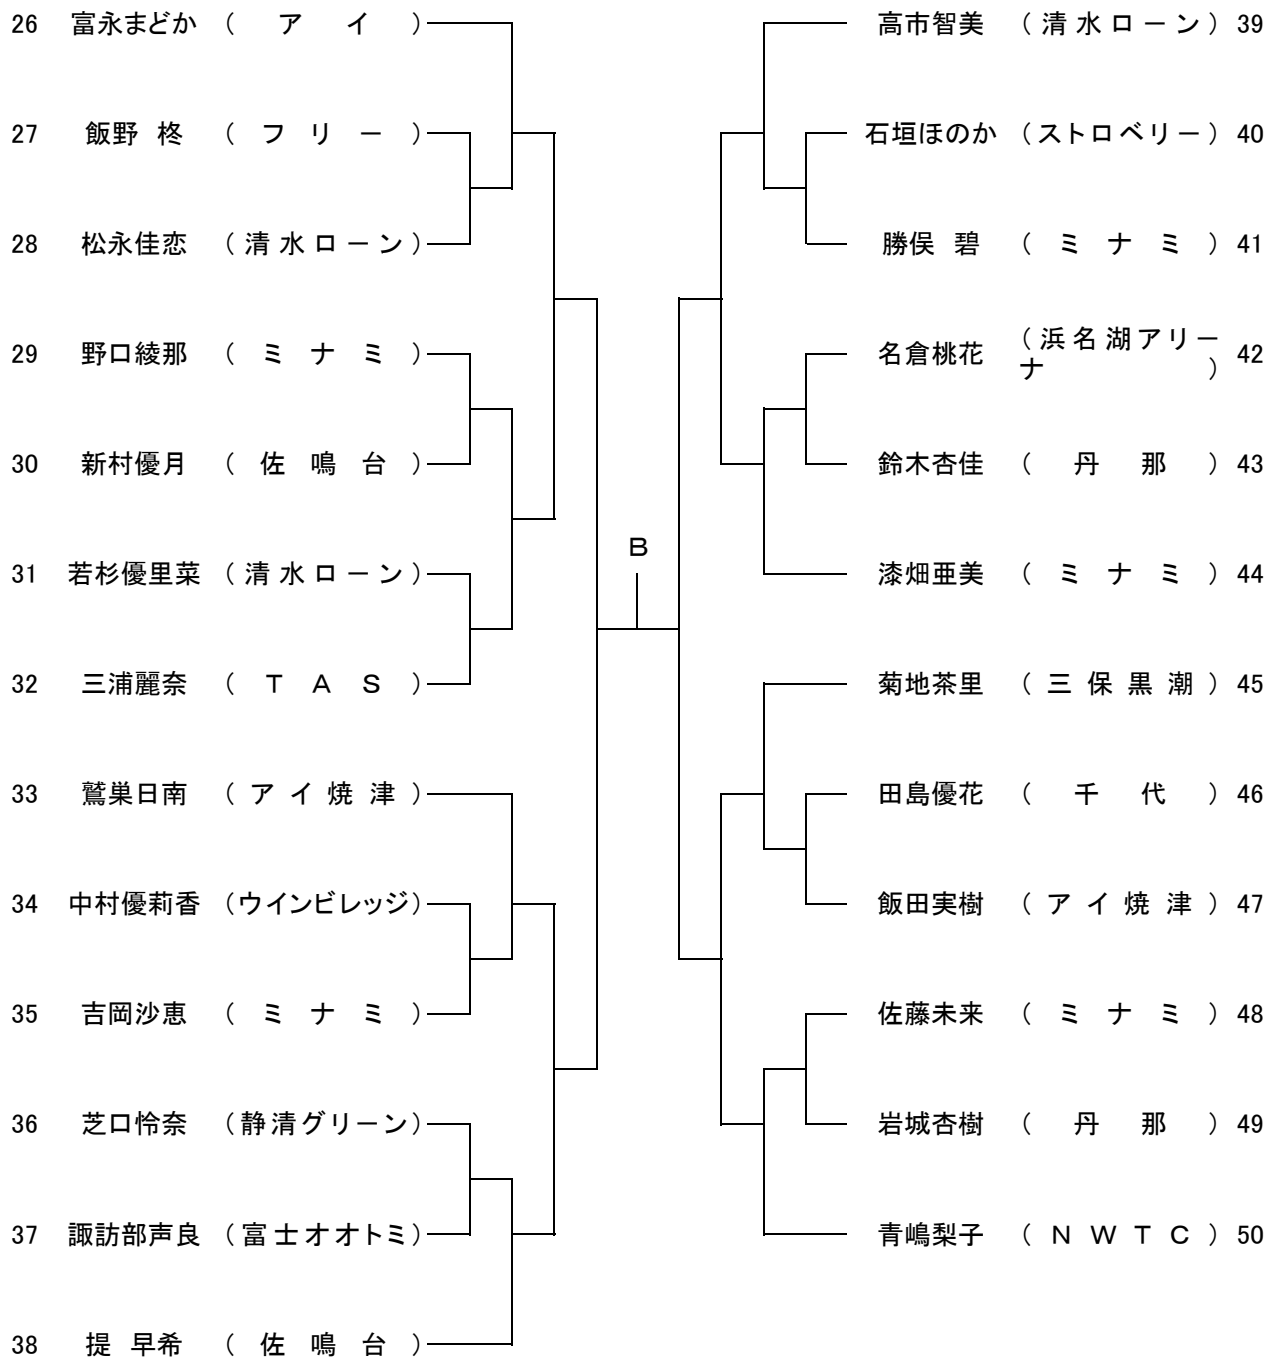 26 富永まどか （ ア イ ）
27 飯野 柊 （ フ リ ー ）
28 松永佳恋 （ 清 水 ロ ー ン ）
29 野口綾那 （ ミ ナ ミ ）
30 新村優月 （ 佐 鳴 台 ）
31 若杉優里菜 （ 清 水 ロ ー ン ）
32 三浦麗奈 （ Ｔ Ａ Ｓ ）
33 鷲巣日南 （ ア イ 焼 津 ）
34 中村優莉香 （ウインビレッジ）
35 吉岡沙恵 （ ミ ナ ミ ）
36 芝口怜奈 （静清グリーン）
37 諏訪部声良 （富士オオトミ）
38 提 早希 （ 佐 鳴 台 ）
Ｂ
高市智美 （ 清 水 ロ ー ン ） 39
石垣ほのか （ストロベリー） 40
勝俣 碧 （ ミ ナ ミ ） 41
名倉桃花 （浜名湖アリー
ナ ） 42
鈴木杏佳 （ 丹 那 ） 43
漆畑亜美 （ ミ ナ ミ ） 44
菊地茶里 （ 三 保 黒 潮 ） 45
田島優花 （ 千 代 ） 46
飯田実樹 （ ア イ 焼 津 ） 47
佐藤未来 （ ミ ナ ミ ） 48
岩城杏樹 （ 丹 那 ） 49
青嶋梨子 （ Ｎ Ｗ Ｔ Ｃ ） 50